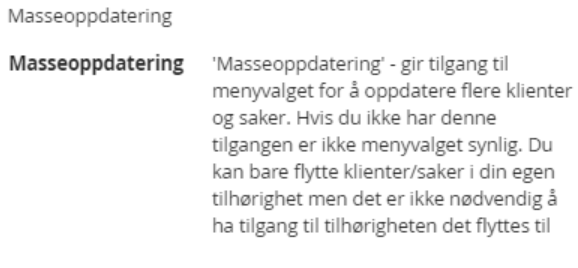 Masseoppdatering
Masseoppdatering 'Masseoppdatering' - gir tilgang til
menyvalget for å oppdatere flere klienter
og saker. Hvis du ikke har denne
tilgangen er ikke menyvalget synlig. Du
kan bare flytte klienter/saker i din egen
tilhørighet men det er ikke nødvendig å
ha tilgang til tilhørigheten det flyttes til